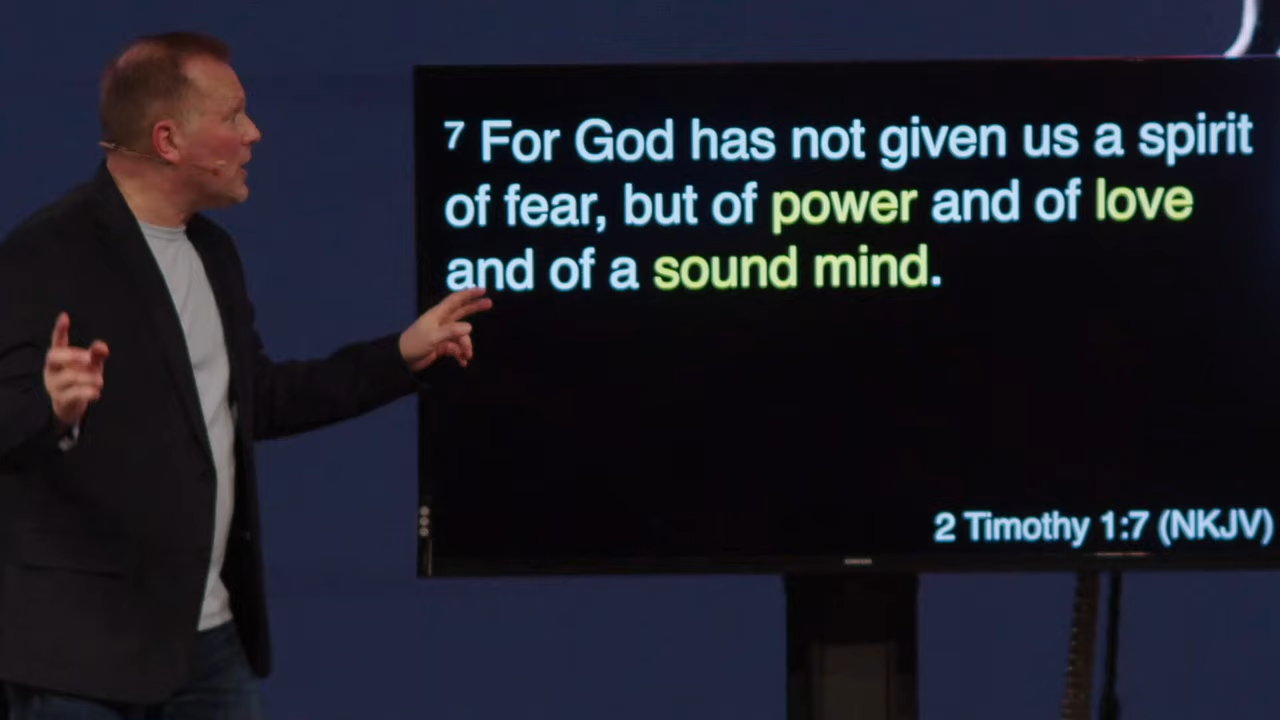 7 For God has not given us a spirit
of fear, but of power and of love
and of a sound mind.
2 Timothy 1:7 (NKJV)